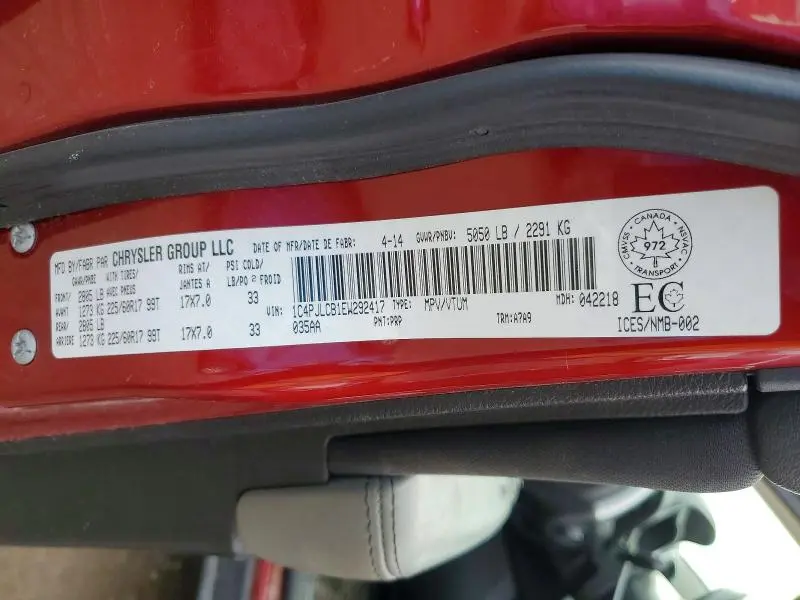 MFD BY/FABR PAR CHRYSLER GROUP LLC DATE OF MFR/DATE DE FABR: 4-14 GVWR/PNBV: 5050 LB / 2291 KG
GAWR/PNBE WITH TIRES/ RIMS AT/ PSI COLD/
AVEC PNEUS JANTES A LB/PO² FROID
FRONT/ 2805 LB
AVANT 1273 KG 225/60R17 99T 17X7.0 33
REAR/ 2805 LB
ARRIERE 1273 KG 225/60R17 99T 17X7.0 33
VIN: 1C4PJLCB1EW292417 TYPE: MPV/VTUM MDH: 042218
035AA PNT:PRP TRM:A7A9
CANADA
CMVSS 972 NSVAC
TRANSPORT
EC
ICES/NMB-002